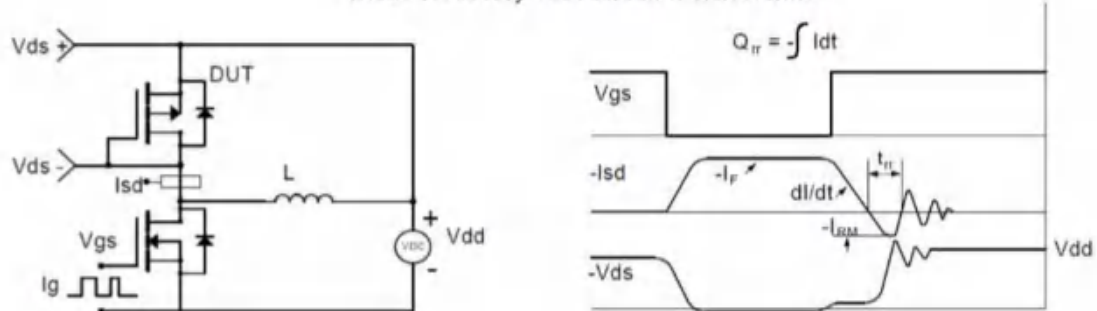 Vds +
DUT
Vds -
Isd
L
Vgs
Ig
+
VDC
-
Vdd
Qrr = -∫ Idt
Vgs
-Isd
-IF
dI/dt
trr
-IRM
-Vds
Vdd